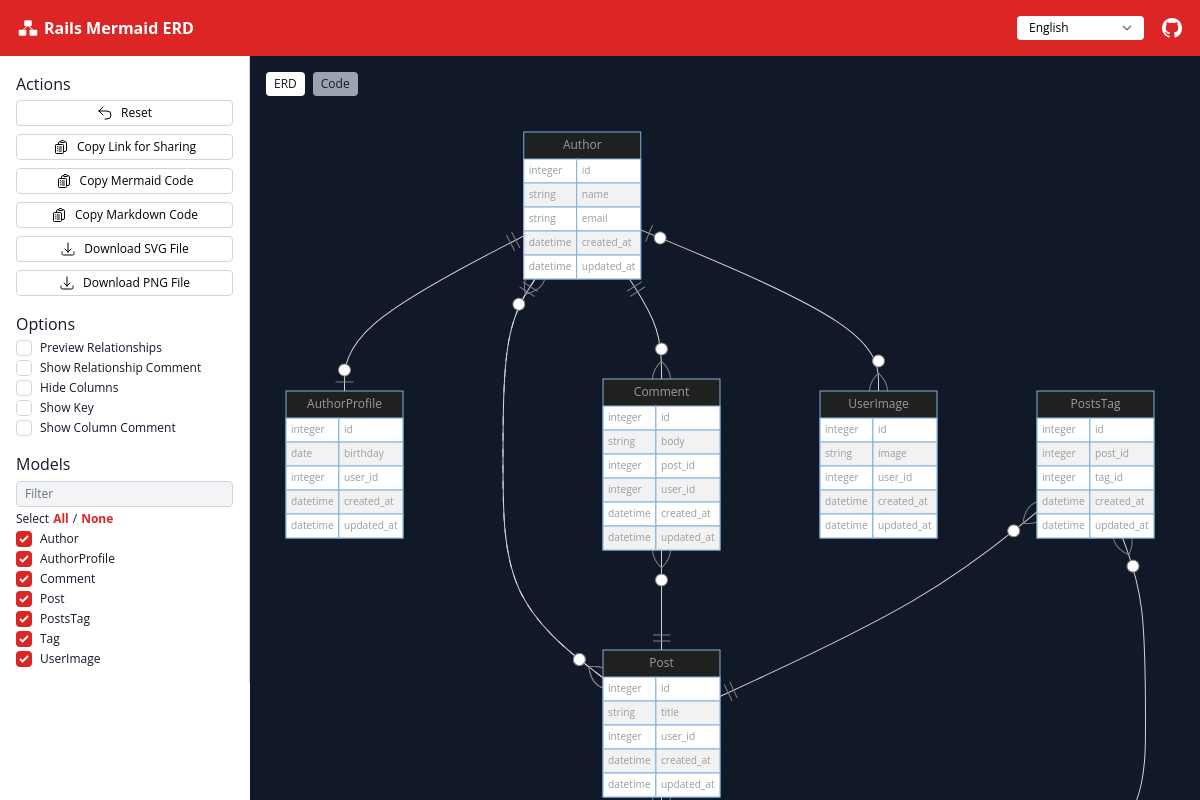 Rails Mermaid ERD
English
Actions
Reset
Copy Link for Sharing
Copy Mermaid Code
Copy Markdown Code
Download SVG File
Download PNG File
Options
Preview Relationships
Show Relationship Comment
Hide Columns
Show Key
Show Column Comment
Models
Filter
Select All / None
Author
AuthorProfile
Comment
Post
PostsTag
Tag
UserImage
ERD
Code
Author
integer id
string name
string email
datetime created_at
datetime updated_at
AuthorProfile
integer id
date birthday
integer user_id
datetime created_at
datetime updated_at
Comment
integer id
string body
integer post_id
integer user_id
datetime created_at
datetime updated_at
UserImage
integer id
string image
integer user_id
datetime created_at
datetime updated_at
PostsTag
integer id
integer post_id
integer tag_id
datetime created_at
datetime updated_at
Post
integer id
string title
integer user_id
datetime created_at
datetime updated_at